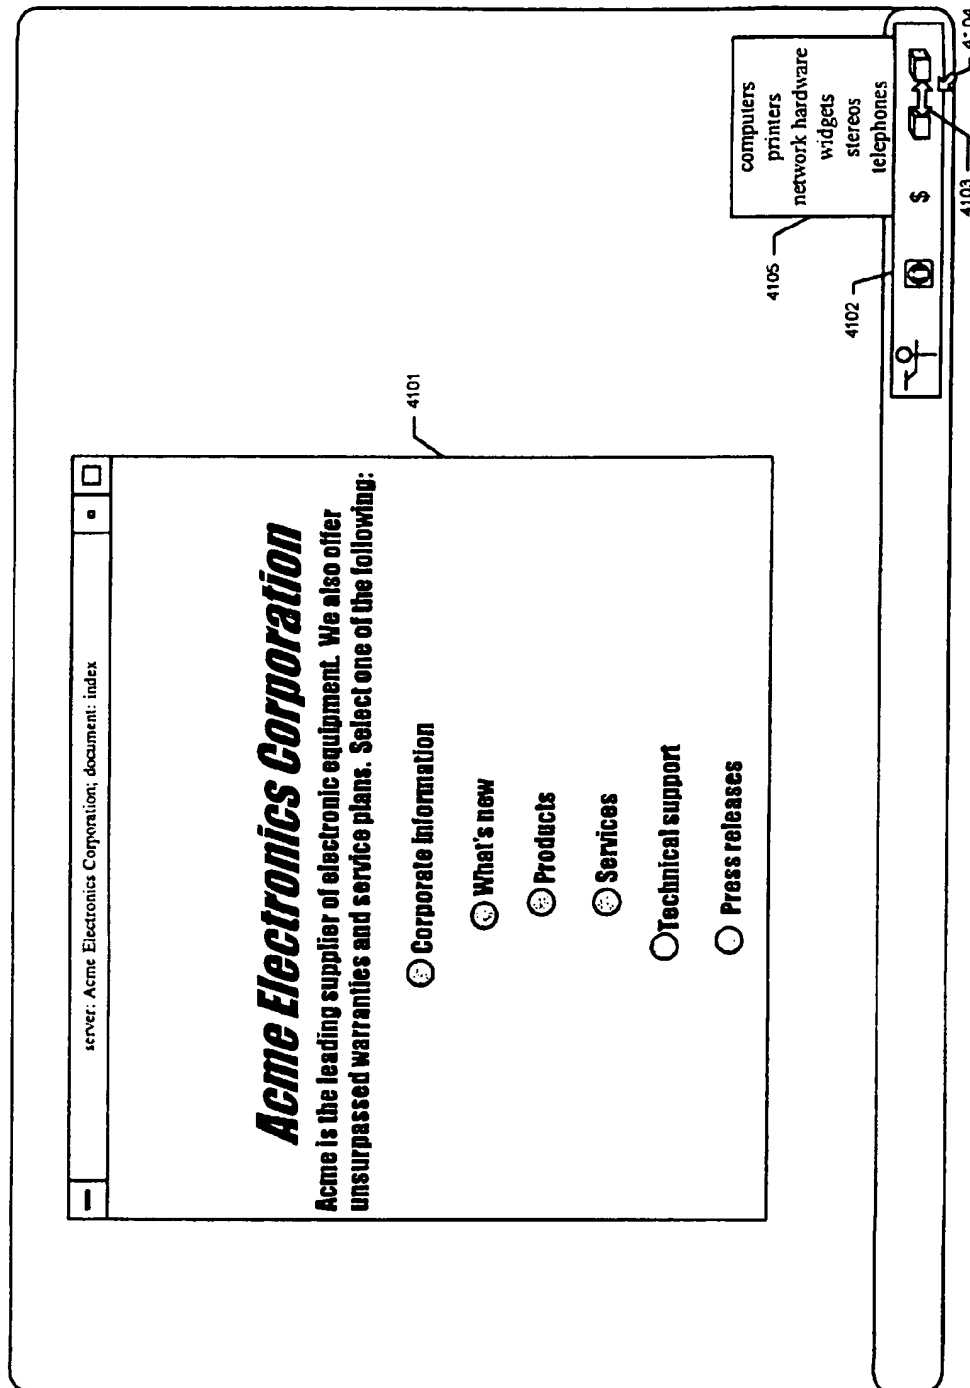 server: Acme Electronics Corporation; document: index
Acme Electronics Corporation
Acme is the leading supplier of electronic equipment. We also offer
unsurpassed warranties and service plans. Select one of the following:
Corporate Information
What's new
Products
Services
Technical support
Press releases
4101
computers
printers
network hardware
widgets
stereos
telephones
4105
4102
$
4103
4104